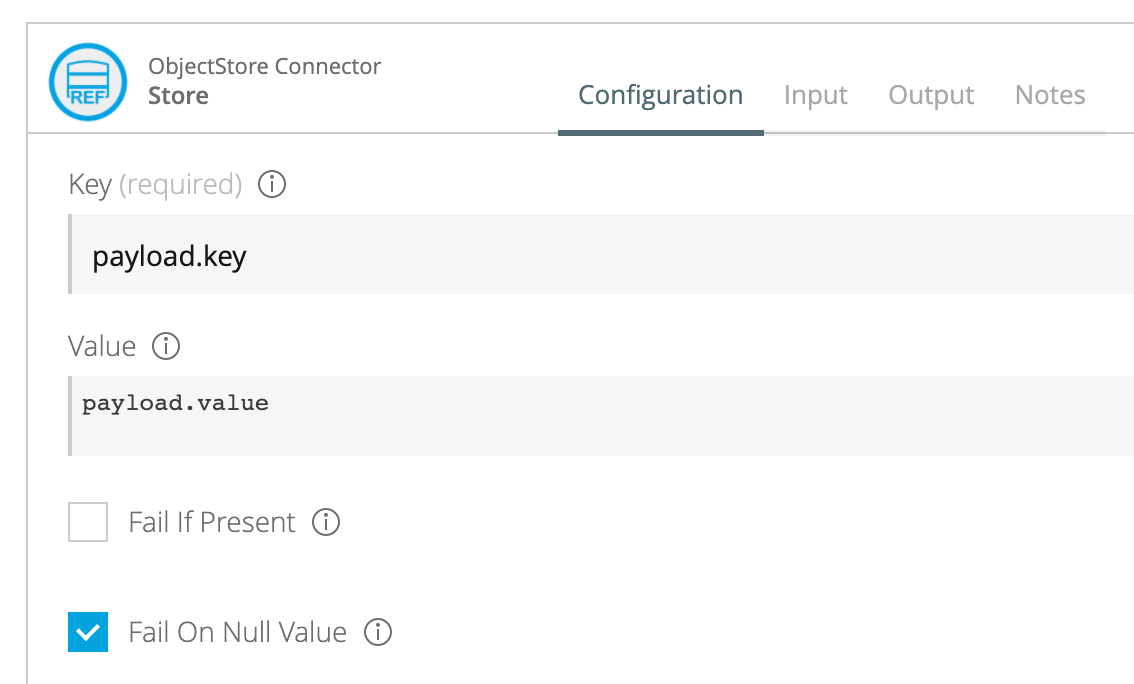 ObjectStore Connector
Store
REF
Configuration Input Output Notes
Key (required)
payload.key
Value
payload.value
Fail If Present
Fail On Null Value